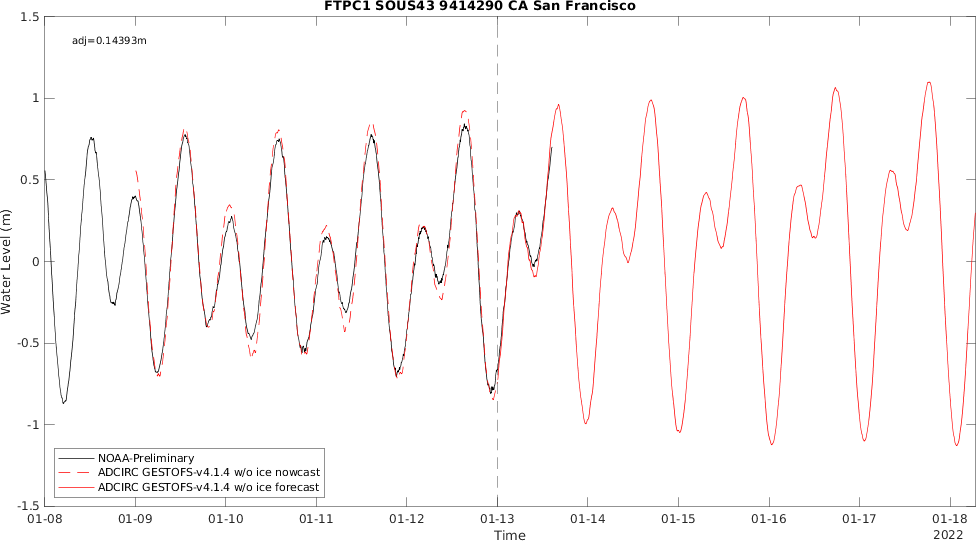 FTPC1 SOUS43 9414290 CA San Francisco
adj=0.14393m
1.5
1
0.5
0
-0.5
-1
-1.5
Water Level (m)
NOAA-Preliminary
ADCIRC GESTOFS-v4.1.4 w/o ice nowcast
ADCIRC GESTOFS-v4.1.4 w/o ice forecast
01-08 01-09 01-10 01-11 01-12 01-13 01-14 01-15 01-16 01-17 01-18
2022
Time